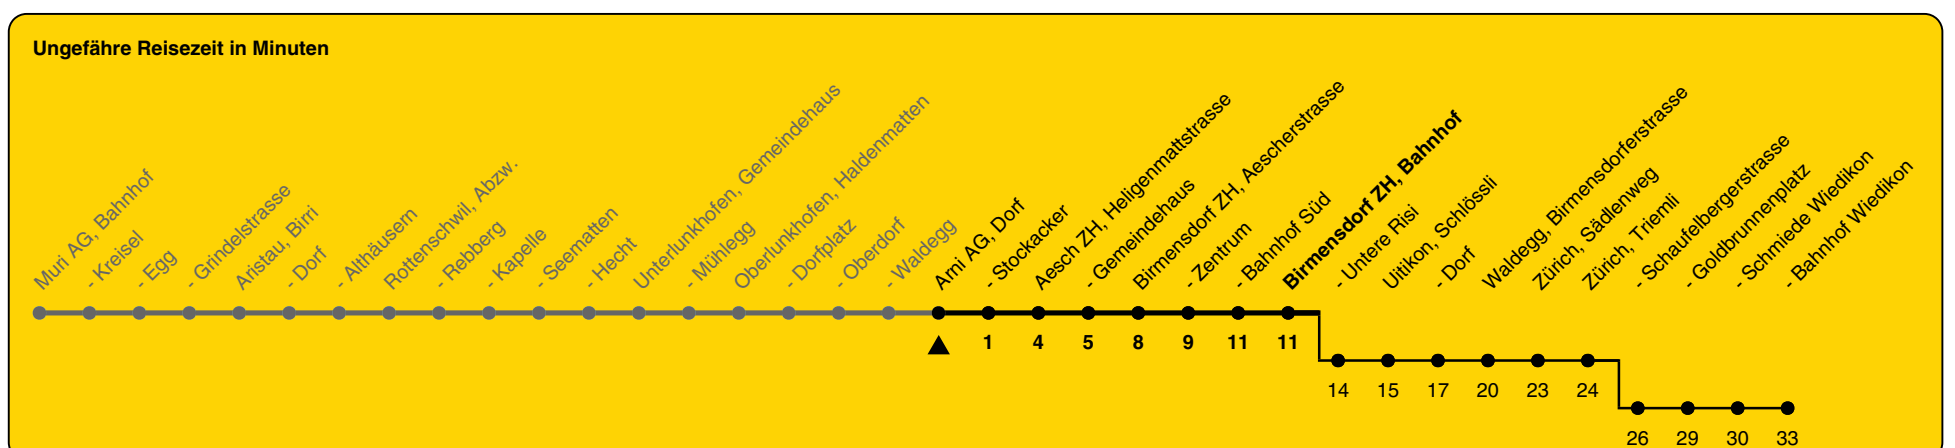 Ungefähre Reisezeit in Minuten
Muri AG, Bahnhof
- Kreisel
- Egg
- Grindelstrasse
Aristau, Birri
- Dorf
- Althäusern
Rottenschwil, Abzw.
- Rebberg
- Kapelle
- Seematten
- Hecht
Unterlunkhofen, Gemeindehaus
- Mühlegg
Oberlunkhofen, Haldenmatten
- Dorfplatz
- Oberdorf
- Waldegg
Arni AG, Dorf
- Stockacker
Aesch ZH, Heligenmattstrasse
- Gemeindehaus
Birmensdorf ZH, Aescherstrasse
- Zentrum
- Bahnhof Süd
Birmensdorf ZH, Bahnhof
- Untere Risi
Uitikon, Schlössli
- Dorf
Waldegg, Birmensdorferstrasse
Zürich, Sädlenweg
Zürich, Triemli
- Schaufelbergerstrasse
- Goldbrunnenplatz
- Schmiede Wiedikon
- Bahnhof Wiedikon
1 4 5 8 9 11 11
14 15 17 20 23 24
26 29 30 33